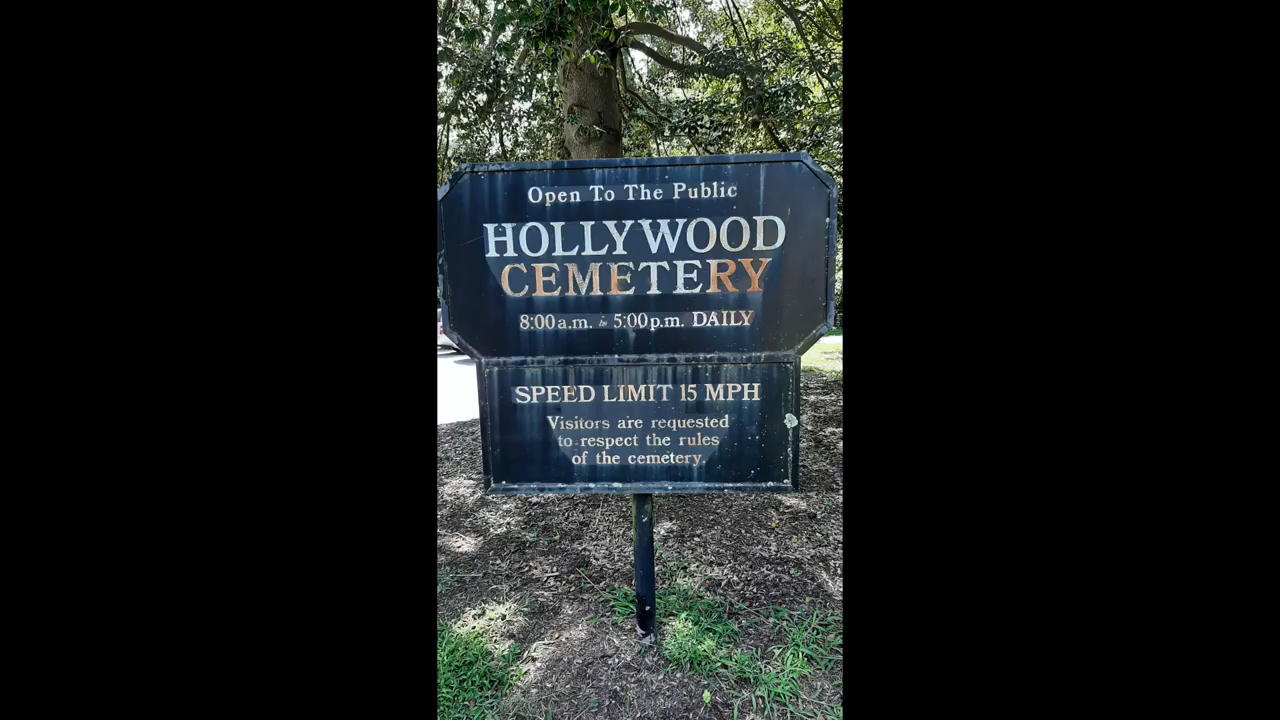 Open To The Public
HOLLYWOOD
CEMETERY
8:00 a.m. to 5:00 p.m. DAILY
SPEED LIMIT 15 MPH
Visitors are requested
to respect the rules
of the cemetery.